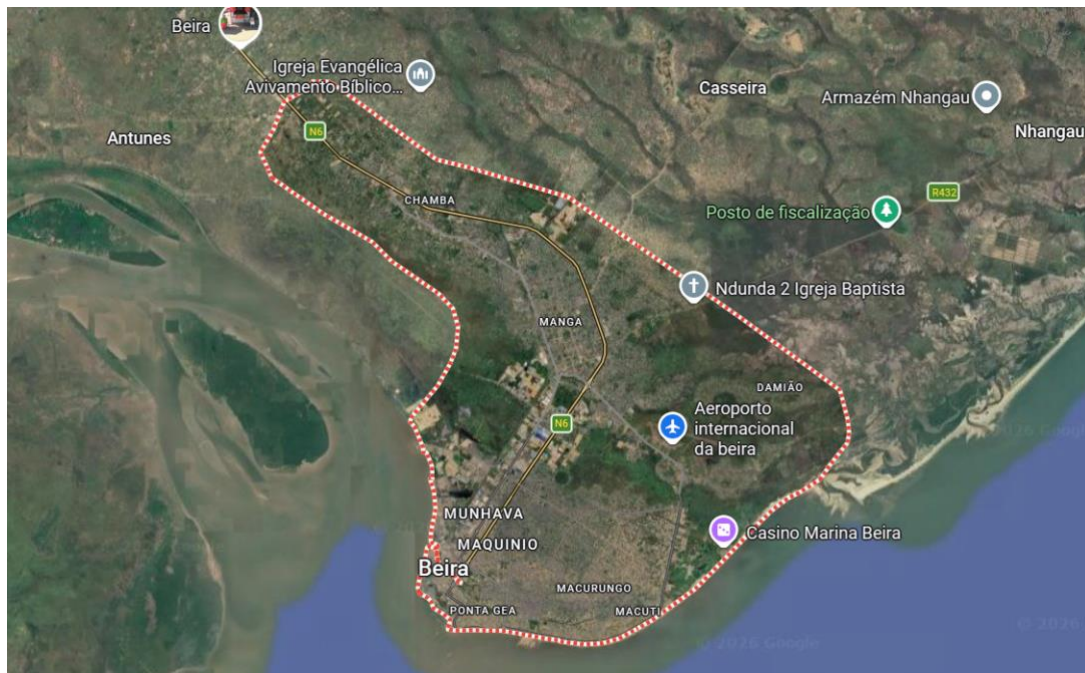 Beira
Igreja Evangélica
Avivamento Bíblico...
Casseira
Armazém Nhangau
Nhangau
Antunes
N6
R432
CHAMBA
Posto de fiscalização
Ndunda 2 Igreja Baptista
MANGA
DAMIÃO
Aeroporto
internacional
da beira
N6
MUNHAVA
Casino Marina Beira
MAQUINIO
Beira
MACURUNGO
PONTA GEA
MACUTI
© 2026 Google
© 2026